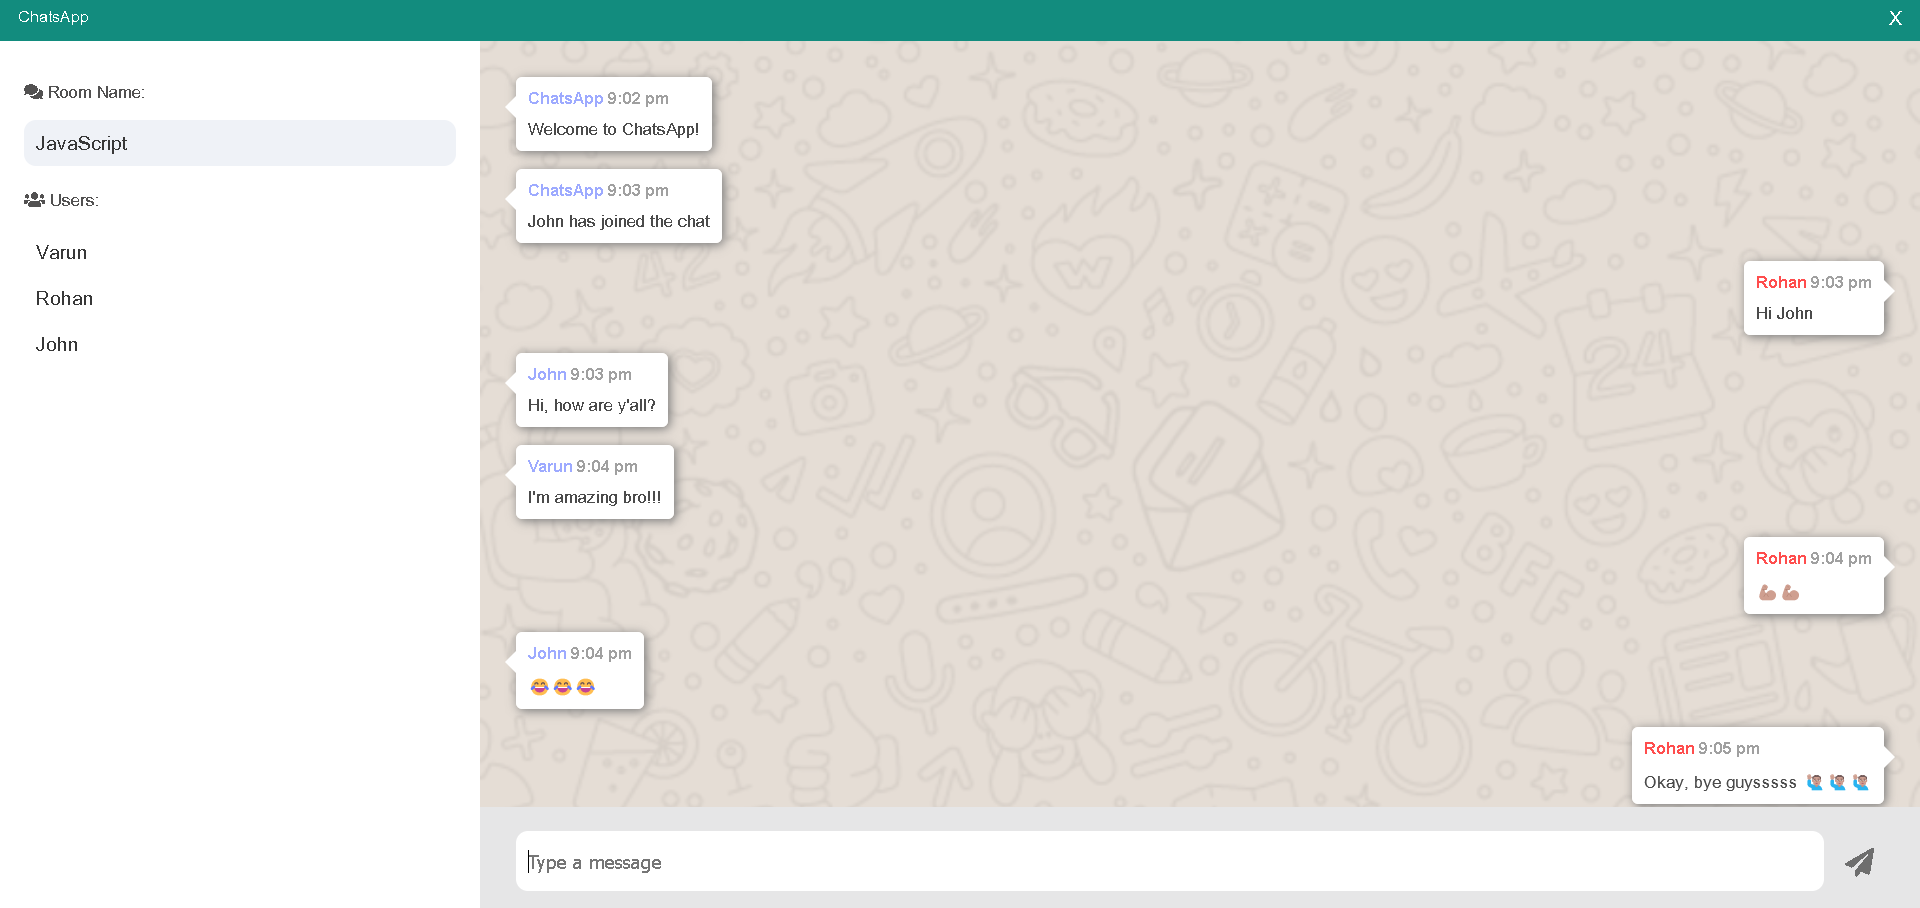 ChatsApp
X
Room Name:
JavaScript
Users:
Varun
Rohan
John
ChatsApp 9:02 pm
Welcome to ChatsApp!
ChatsApp 9:03 pm
John has joined the chat
Rohan 9:03 pm
Hi John
John 9:03 pm
Hi, how are y'all?
Varun 9:04 pm
I'm amazing bro!!!
Rohan 9:04 pm
💪🏽💪🏽
John 9:04 pm
😂😂😂
Rohan 9:05 pm
Okay, bye guysssss 🙋🏽‍♂️🙋🏽‍♂️🙋🏽‍♂️
Type a message